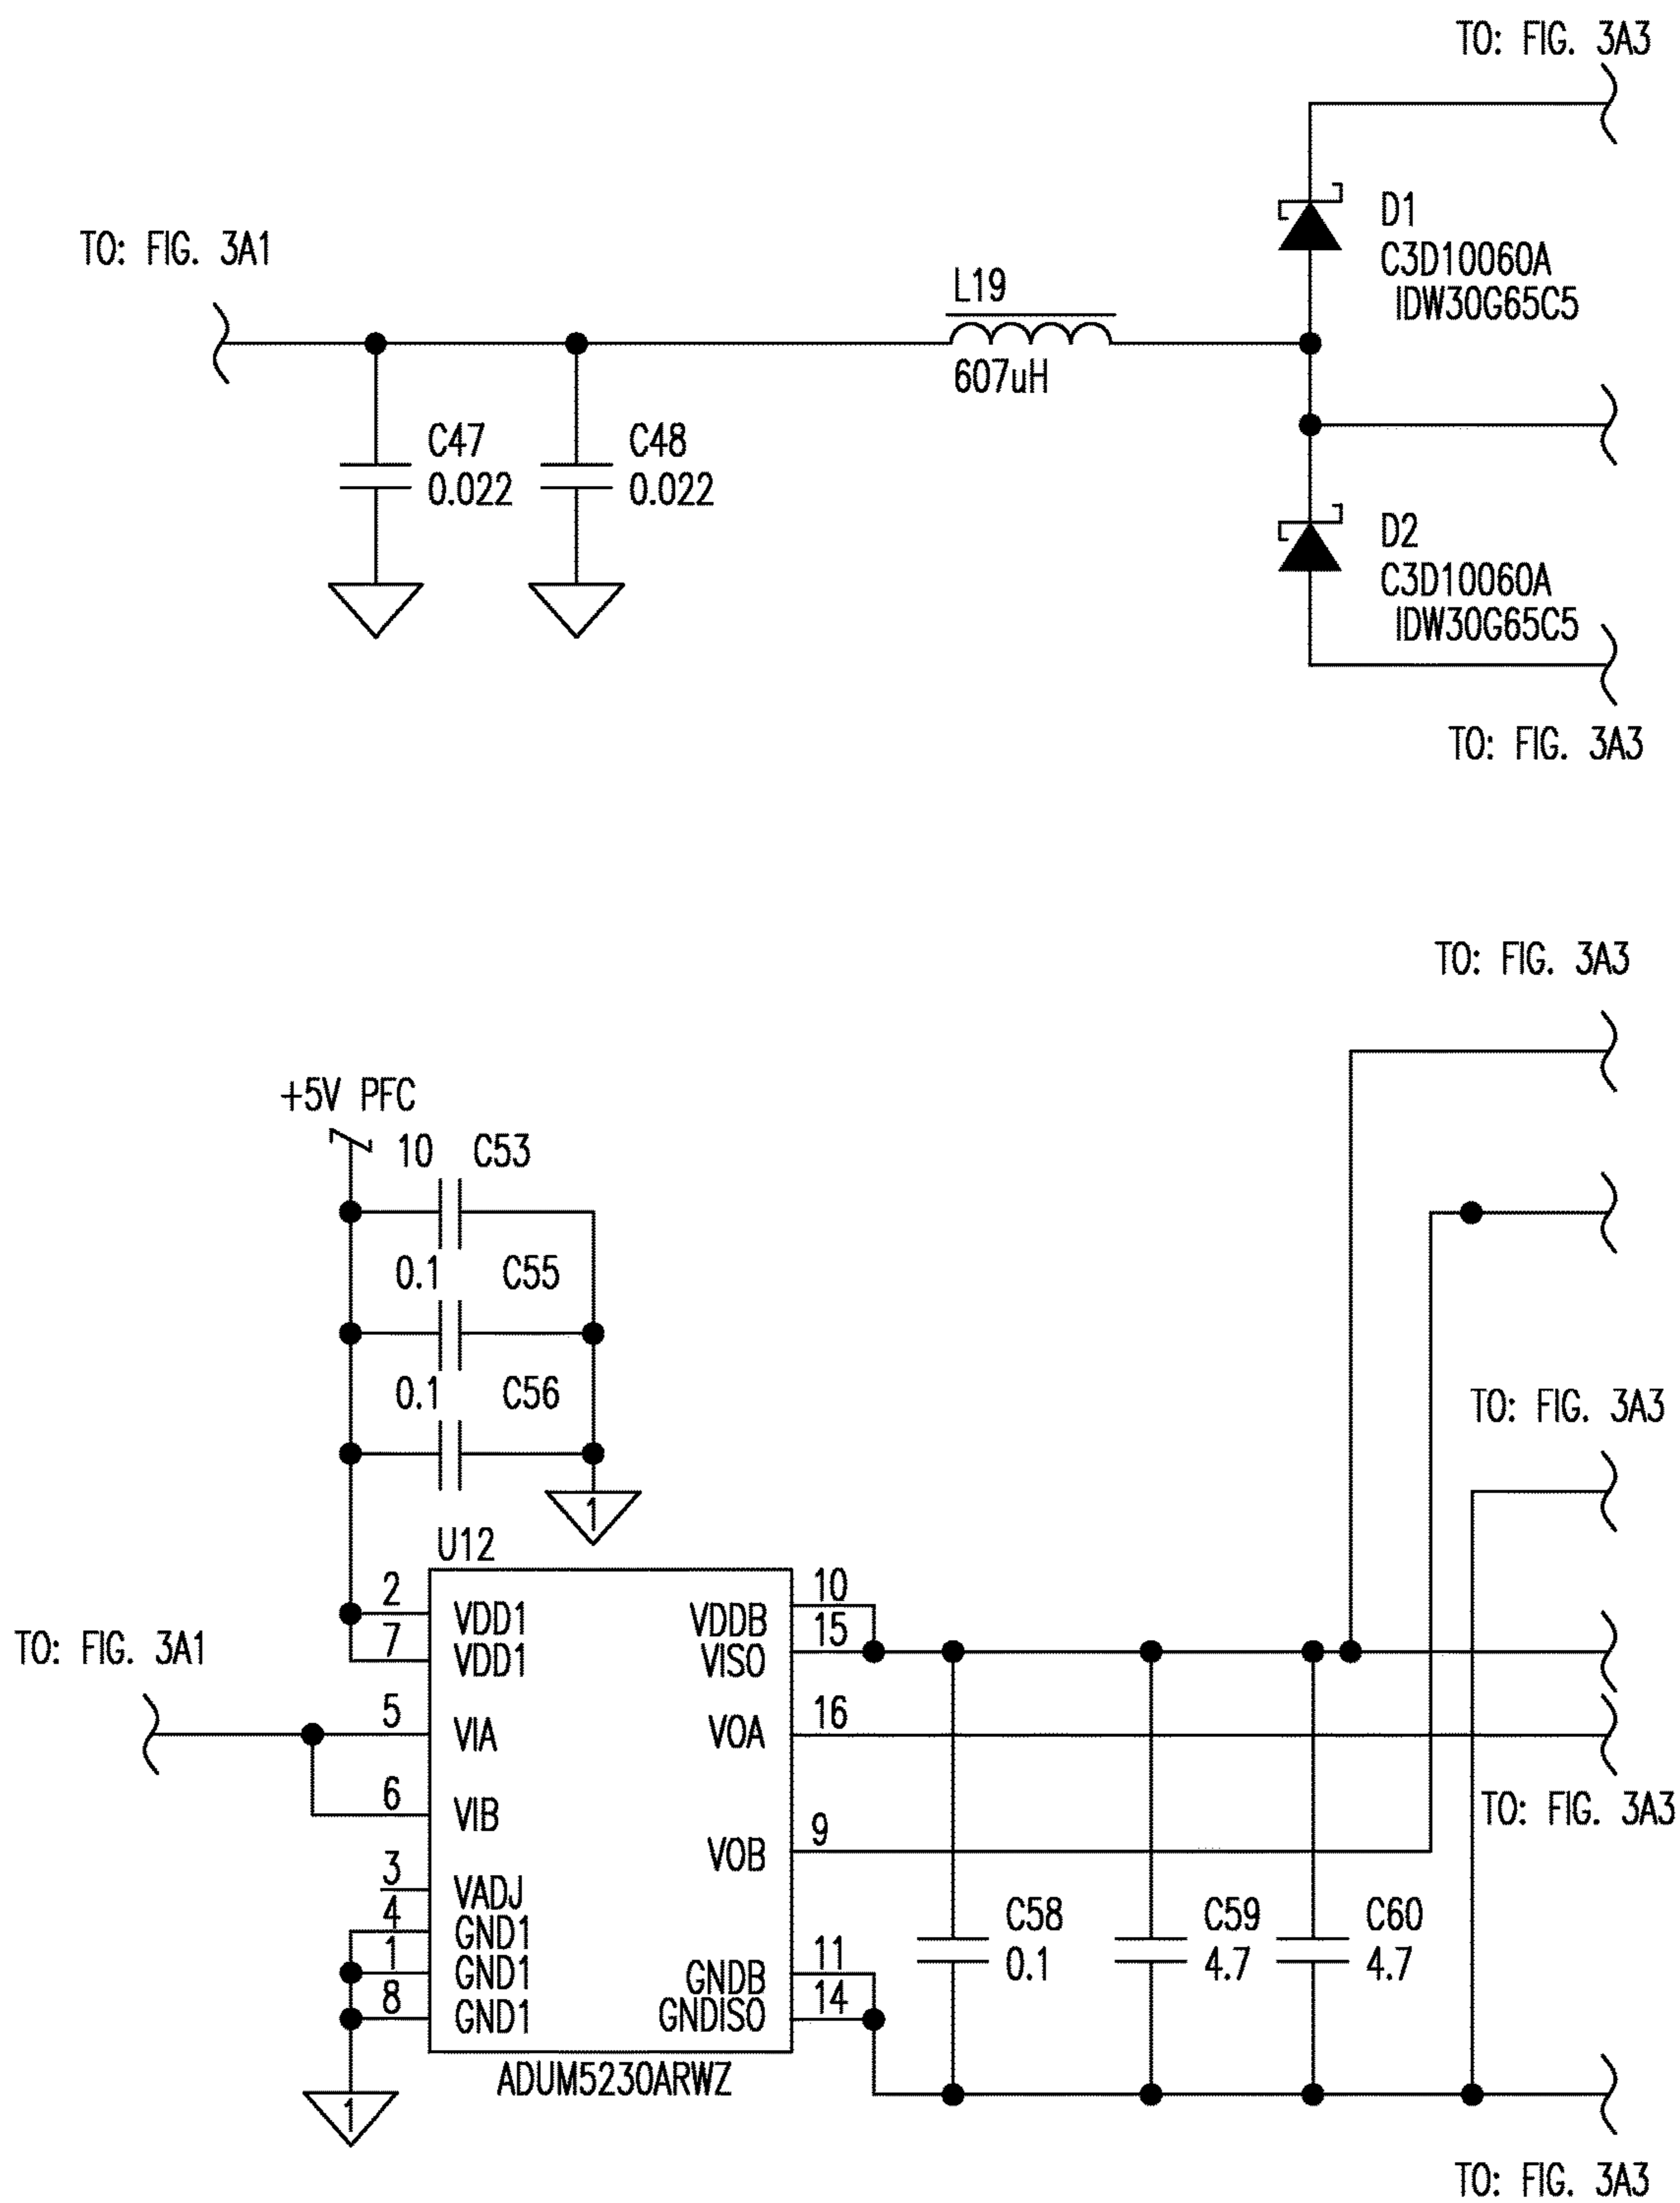 TO: FIG. 3A3
TO: FIG. 3A1
L19
607uH
D1
C3D10060A
IDW30G65C5
C47
0.022
C48
0.022
D2
C3D10060A
IDW30G65C5
TO: FIG. 3A3
TO: FIG. 3A3
+5V PFC
10 C53
0.1 C55
0.1 C56
1
TO: FIG. 3A3
U12
2 VDD1
7 VDD1
5 VIA
6 VIB
3 VADJ
4 GND1
1 GND1
8 GND1
VDDB 10
VISO 15
VOA 16
VOB 9
GNDB 11
GNDISO 14
ADUM5230ARWZ
TO: FIG. 3A1
TO: FIG. 3A3
C58
0.1
C59
4.7
C60
4.7
1
TO: FIG. 3A3